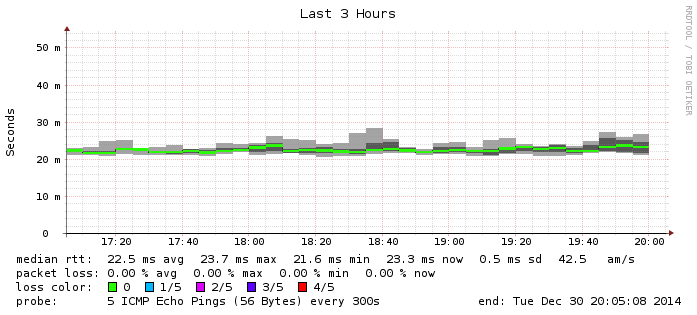 Last 3 Hours
RRDTOOL / TOBI OETIKER
Seconds
50 m
40 m
30 m
20 m
10 m
0
17:20 17:40 18:00 18:20 18:40 19:00 19:20 19:40 20:00
median rtt: 22.5 ms avg 23.7 ms max 21.6 ms min 23.3 ms now 0.5 ms sd 42.5 am/s
packet loss: 0.00 % avg 0.00 % max 0.00 % min 0.00 % now
loss color: 0 1/5 2/5 3/5 4/5
probe: 5 ICMP Echo Pings (56 Bytes) every 300s end: Tue Dec 30 20:05:08 2014